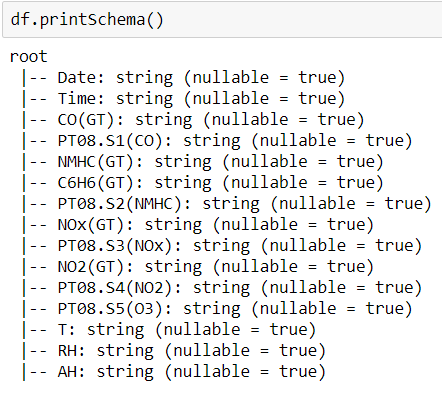 df.printSchema()
root
 |-- Date: string (nullable = true)
 |-- Time: string (nullable = true)
 |-- CO(GT): string (nullable = true)
 |-- PT08.S1(CO): string (nullable = true)
 |-- NMHC(GT): string (nullable = true)
 |-- C6H6(GT): string (nullable = true)
 |-- PT08.S2(NMHC): string (nullable = true)
 |-- NOx(GT): string (nullable = true)
 |-- PT08.S3(NOx): string (nullable = true)
 |-- NO2(GT): string (nullable = true)
 |-- PT08.S4(NO2): string (nullable = true)
 |-- PT08.S5(O3): string (nullable = true)
 |-- T: string (nullable = true)
 |-- RH: string (nullable = true)
 |-- AH: string (nullable = true)